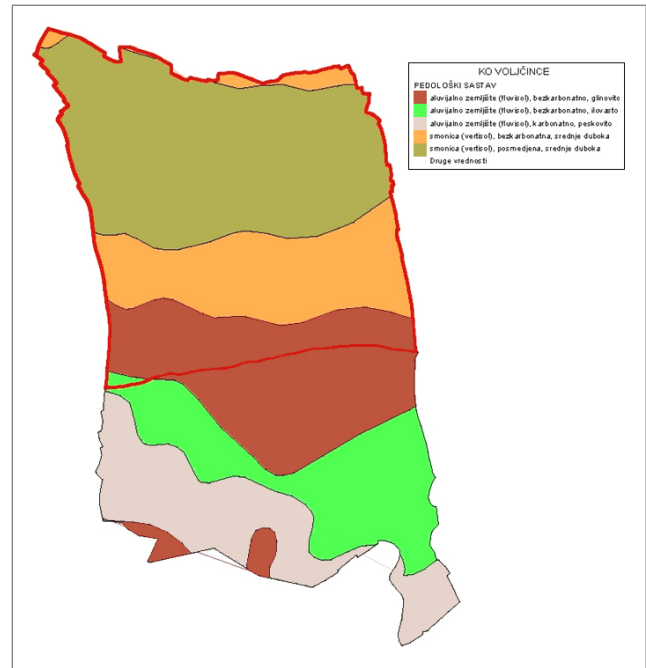 KO VOLJČINCE
PEDOLOŠKI SASTAV
aluvijalno zemljište (fluvisol), bezkarbonatno, glinovito
aluvijalno zemljište (fluvisol), bezkarbonatno, ilovasto
aluvijalno zemljište (fluvisol), karbonatno, peskovito
smonica (vertisol), bezkarbonatna, srednje duboka
smonica (vertisol), posmedjena, srednje duboka
Druge vrednosti